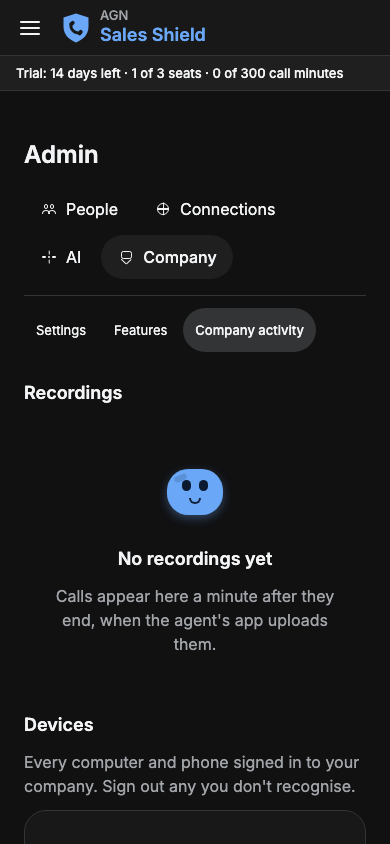 AGN
Sales Shield
Trial: 14 days left · 1 of 3 seats · 0 of 300 call minutes
Admin
People
Connections
AI
Company
Settings
Features
Company activity
Recordings
No recordings yet
Calls appear here a minute after they
end, when the agent's app uploads
them.
Devices
Every computer and phone signed in to your
company. Sign out any you don't recognise.